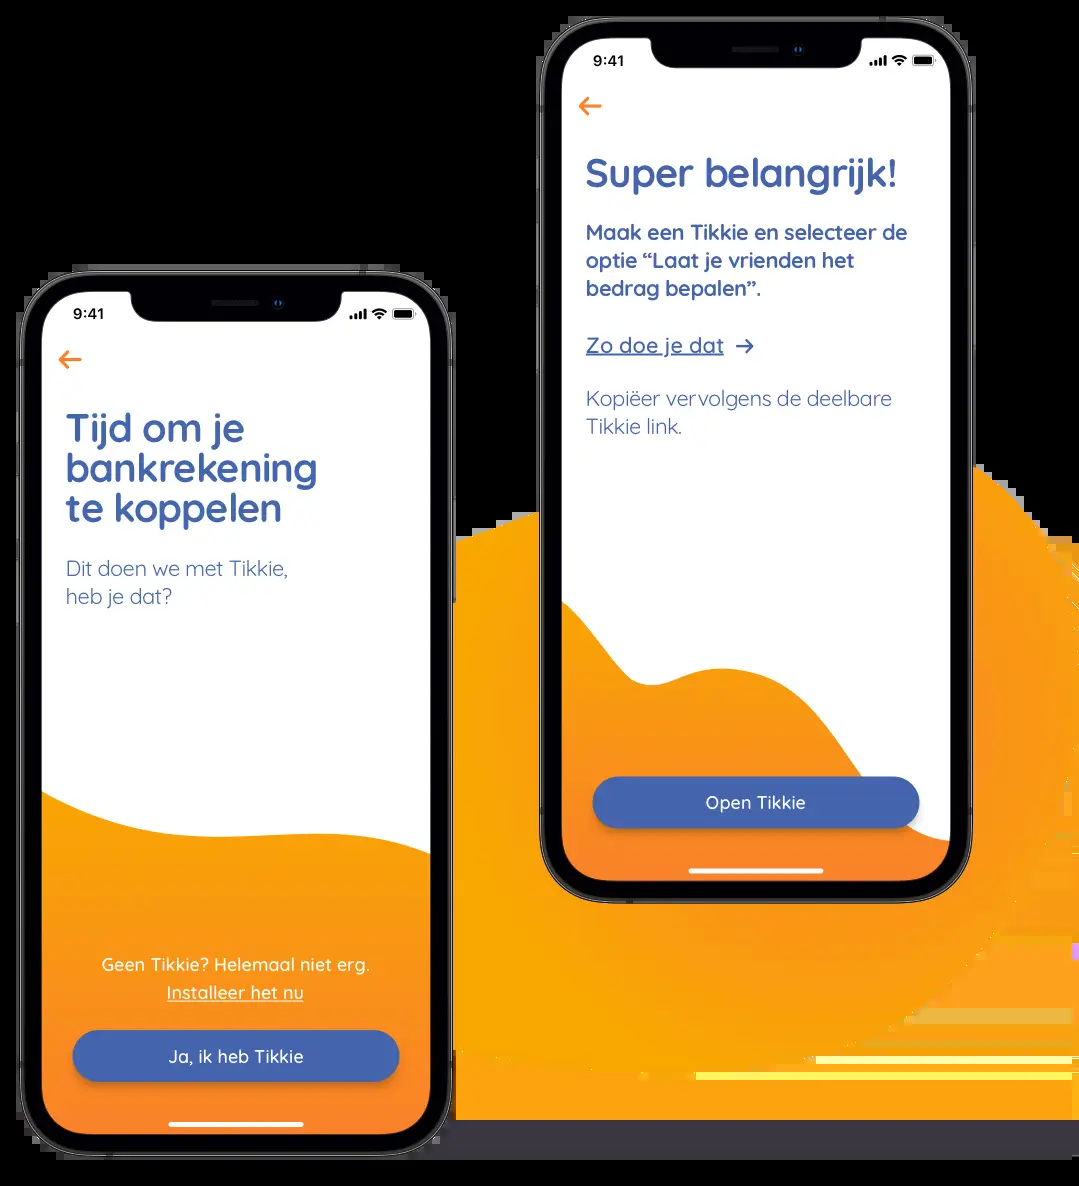 9:41
Tijd om je
bankrekening
te koppelen
Dit doen we met Tikkie,
heb je dat?
Geen Tikkie? Helemaal niet erg.
Installeer het nu
Ja, ik heb Tikkie
9:41
Super belangrijk!
Maak een Tikkie en selecteer de
optie “Laat je vrienden het
bedrag bepalen”.
Zo doe je dat →
Kopiëer vervolgens de deelbare
Tikkie link.
Open Tikkie